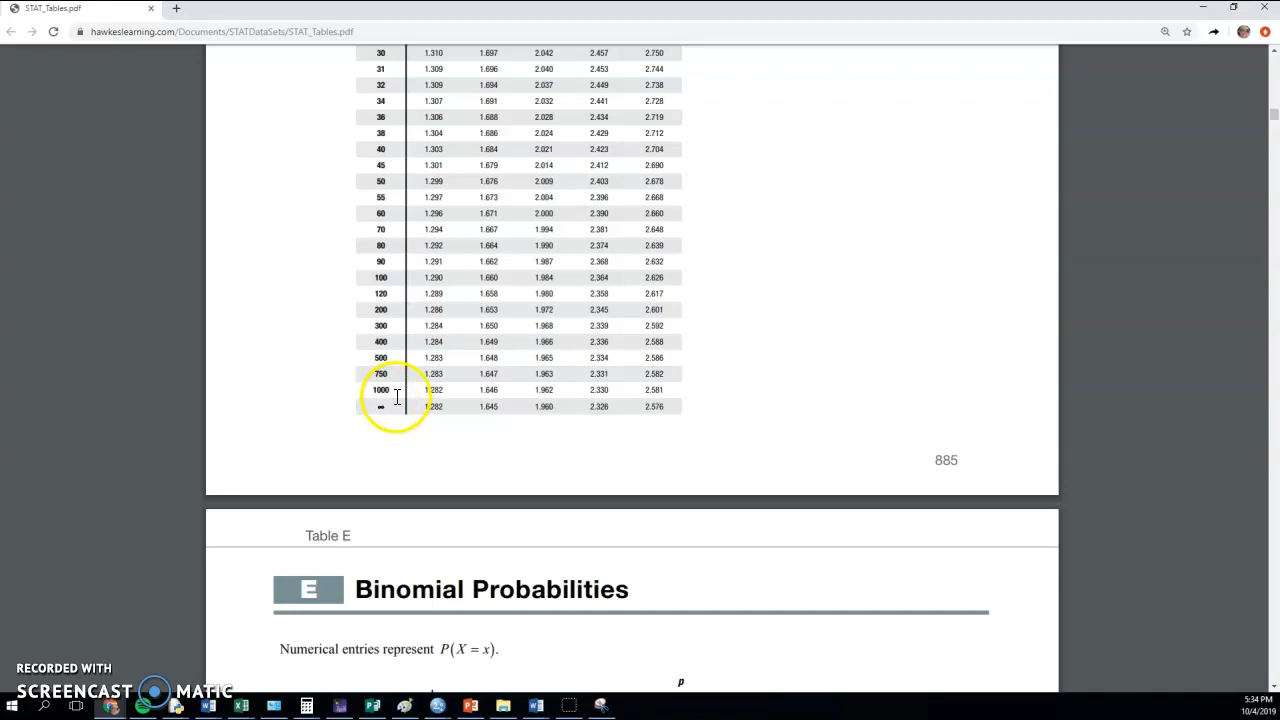 STAT_Tables.pdf
hawkeslearning.com/Documents/STATDataSets/STAT_Tables.pdf
30 1.310 1.697 2.042 2.457 2.750
31 1.309 1.696 2.040 2.453 2.744
32 1.309 1.694 2.037 2.449 2.738
34 1.307 1.691 2.032 2.441 2.728
36 1.306 1.688 2.028 2.434 2.719
38 1.304 1.686 2.024 2.429 2.712
40 1.303 1.684 2.021 2.423 2.704
45 1.301 1.679 2.014 2.412 2.690
50 1.299 1.676 2.009 2.403 2.678
55 1.297 1.673 2.004 2.396 2.668
60 1.296 1.671 2.000 2.390 2.660
70 1.294 1.667 1.994 2.381 2.648
80 1.292 1.664 1.990 2.374 2.639
90 1.291 1.662 1.987 2.368 2.632
100 1.290 1.660 1.984 2.364 2.626
120 1.289 1.658 1.980 2.358 2.617
200 1.286 1.653 1.972 2.345 2.601
300 1.284 1.650 1.968 2.339 2.592
400 1.284 1.649 1.966 2.336 2.588
500 1.283 1.648 1.965 2.334 2.586
750 1.283 1.647 1.963 2.331 2.582
1000 1.282 1.646 1.962 2.330 2.581
∞ 1.282 1.645 1.960 2.326 2.576
885
Table E
E Binomial Probabilities
Numerical entries represent P(X = x).
p
RECORDED WITH
SCREENCAST MATIC
5:34 PM
10/4/2019